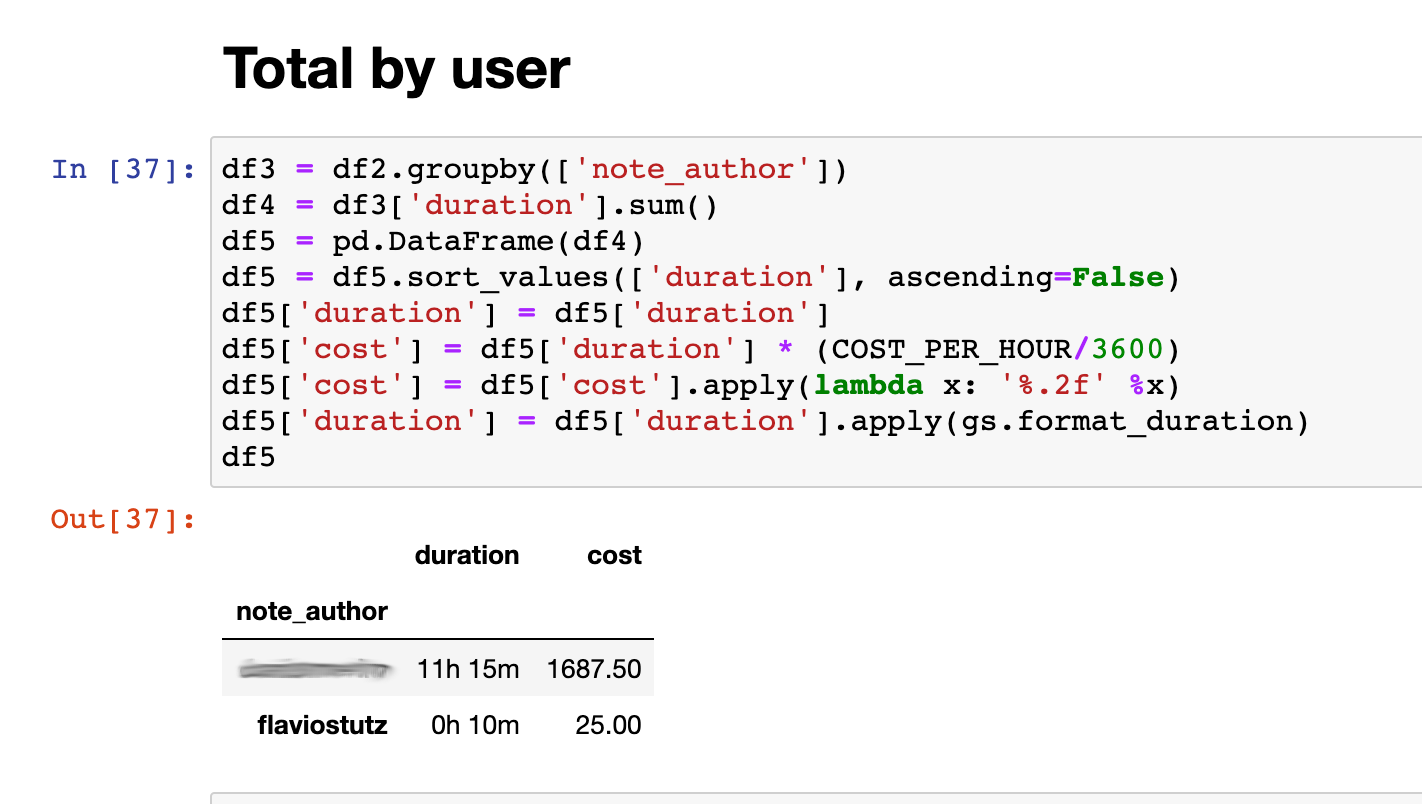 Total by user
In [37]: df3 = df2.groupby(['note_author'])
df4 = df3['duration'].sum()
df5 = pd.DataFrame(df4)
df5 = df5.sort_values(['duration'], ascending=False)
df5['duration'] = df5['duration']
df5['cost'] = df5['duration'] * (COST_PER_HOUR/3600)
df5['cost'] = df5['cost'].apply(lambda x: '%.2f' %x)
df5['duration'] = df5['duration'].apply(gs.format_duration)
df5
Out[37]:
duration cost
note_author
11h 15m 1687.50
flaviostutz 0h 10m 25.00